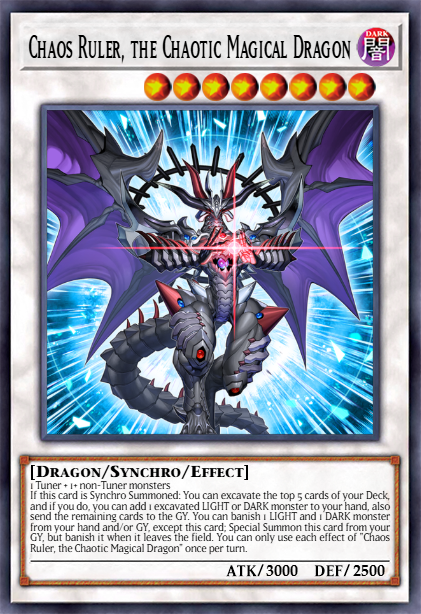 Chaos Ruler, the Chaotic Magical Dragon
DARK
闇
[Dragon/Synchro/Effect]
1 Tuner + 1+ non-Tuner monsters
If this card is Synchro Summoned: You can excavate the top 5 cards of your Deck,
and if you do, you can add 1 excavated LIGHT or DARK monster to your hand, also
send the remaining cards to the GY. You can banish 1 LIGHT and 1 DARK monster
from your hand and/or GY, except this card; Special Summon this card from your
GY, but banish it when it leaves the field. You can only use each effect of "Chaos
Ruler, the Chaotic Magical Dragon" once per turn.
ATK/3000 DEF/2500